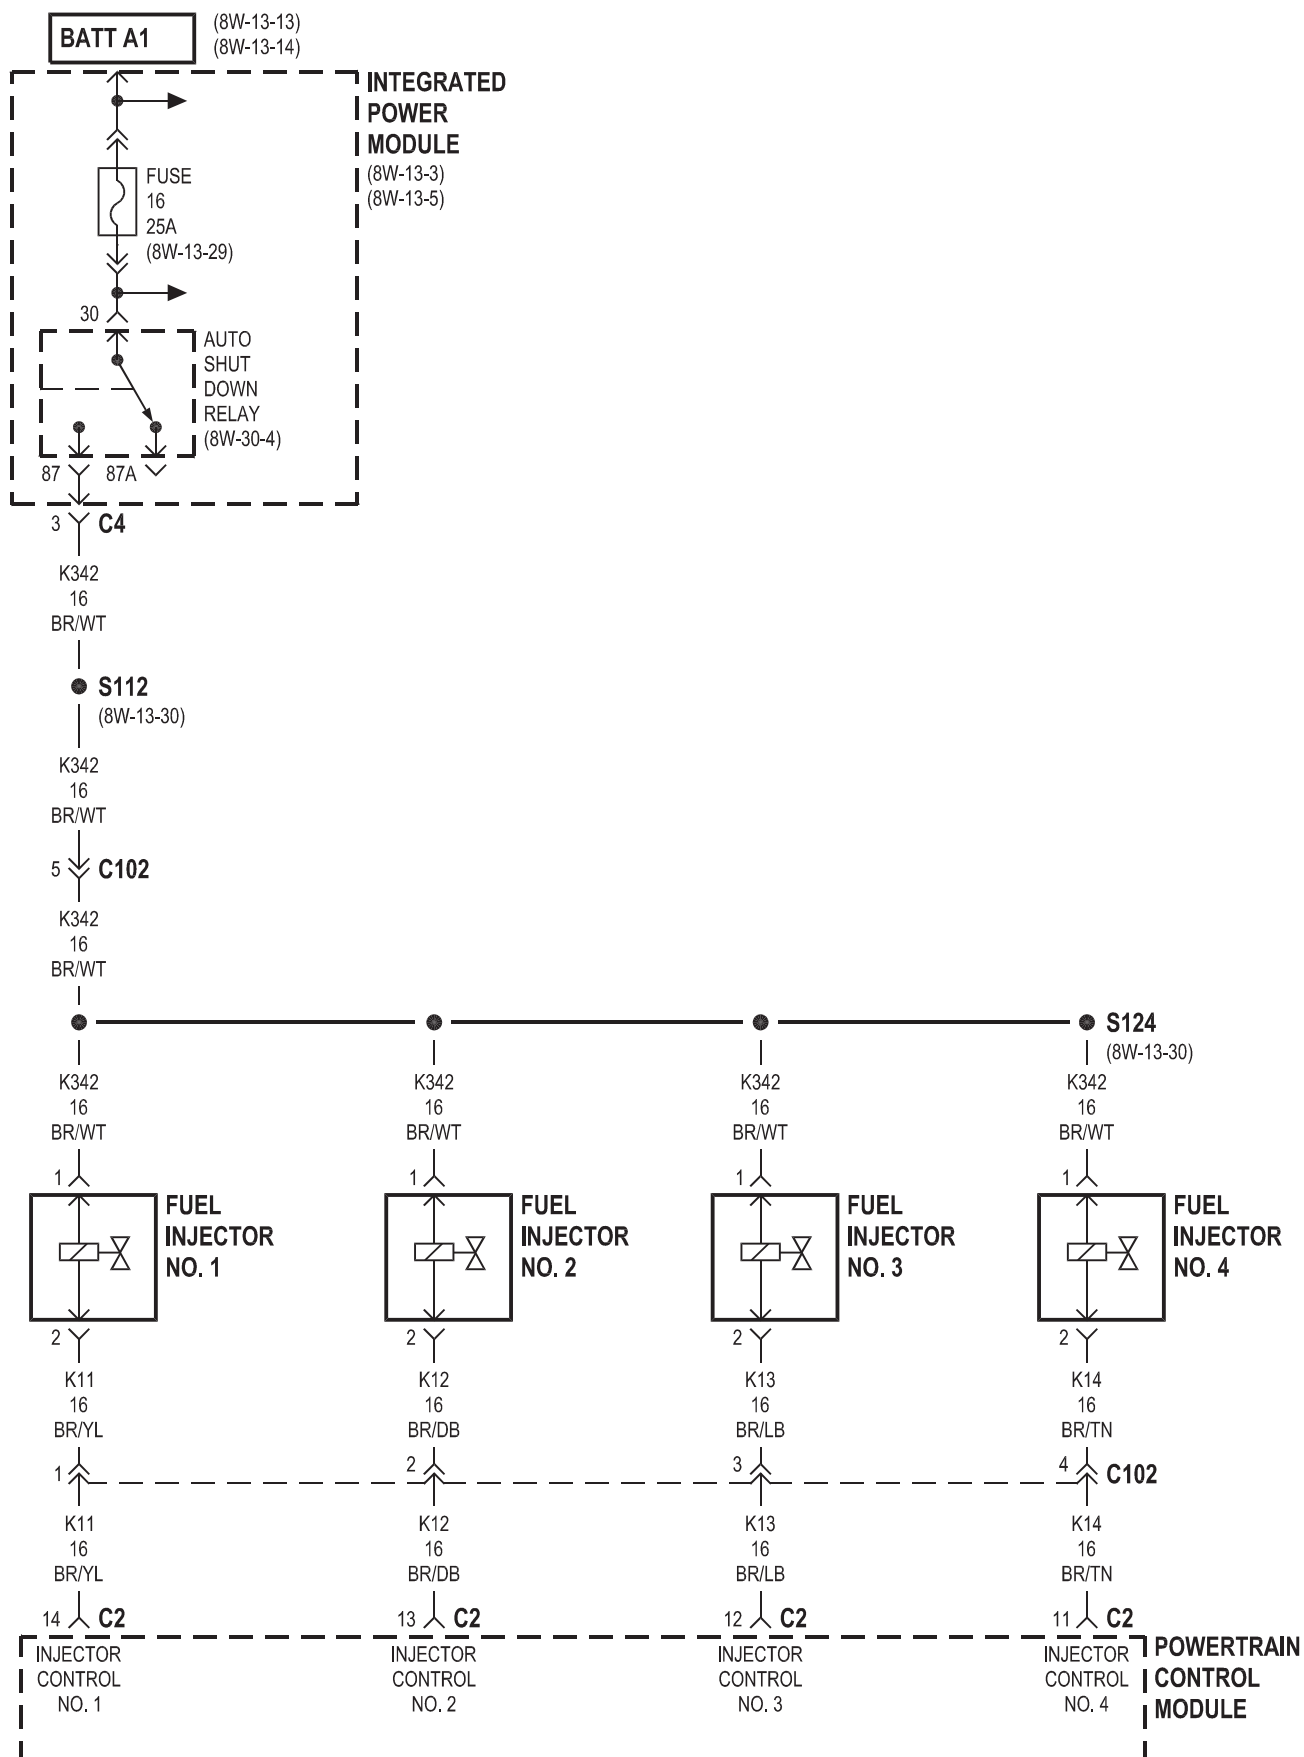 BATT A1
(8W-13-13)
(8W-13-14)
INTEGRATED
POWER
MODULE
(8W-13-3)
(8W-13-5)
FUSE
16
25A
(8W-13-29)
30
AUTO
SHUT
DOWN
RELAY
(8W-30-4)
87 87A
3 C4
K342
16
BR/WT
S112
(8W-13-30)
K342
16
BR/WT
5 C102
K342
16
BR/WT
S124
(8W-13-30)
K342 K342 K342 K342
16 16 16 16
BR/WT BR/WT BR/WT BR/WT
1 1 1 1
FUEL
INJECTOR
NO. 1
FUEL
INJECTOR
NO. 2
FUEL
INJECTOR
NO. 3
FUEL
INJECTOR
NO. 4
2 2 2 2
K11 K12 K13 K14
16 16 16 16
BR/YL BR/DB BR/LB BR/TN
1 2 3 4 C102
K11 K12 K13 K14
16 16 16 16
BR/YL BR/DB BR/LB BR/TN
14 C2 13 C2 12 C2 11 C2
INJECTOR
CONTROL
NO. 1
INJECTOR
CONTROL
NO. 2
INJECTOR
CONTROL
NO. 3
INJECTOR
CONTROL
NO. 4
POWERTRAIN
CONTROL
MODULE